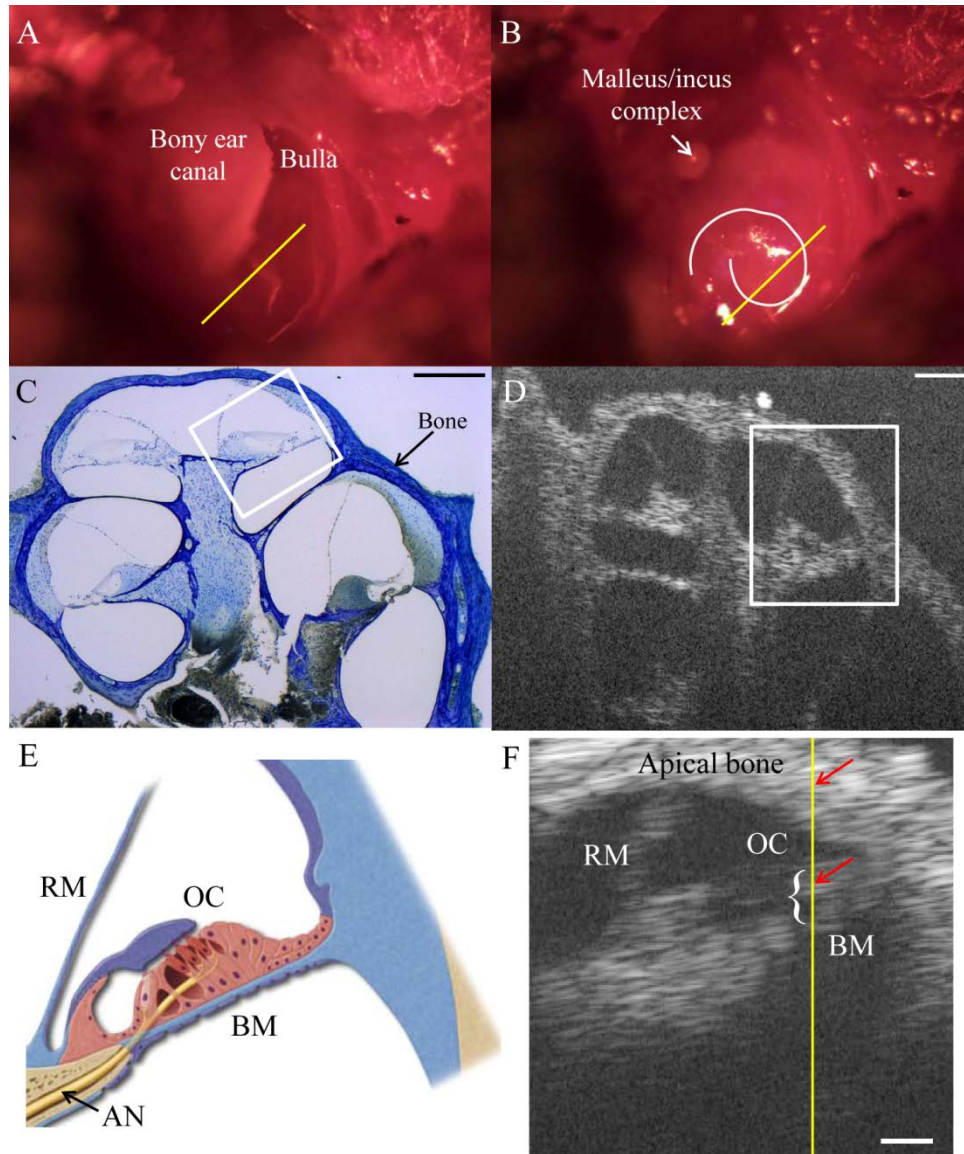 A
Bony ear
canal
Bulla
B
Malleus/incus
complex
C
Bone
D
E
RM
OC
BM
AN
F
Apical bone
RM
OC
{
BM